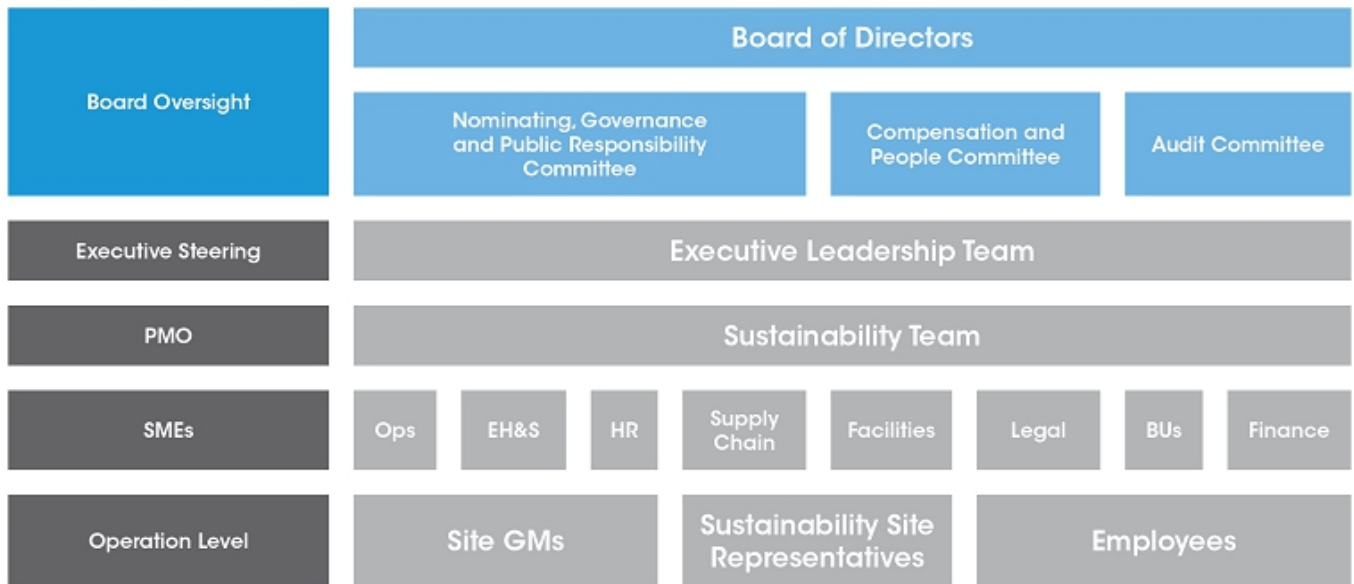 Board Oversight
Board of Directors
Nominating, Governance
and Public Responsibility
Committee
Compensation and
People Committee
Audit Committee
Executive Steering
Executive Leadership Team
PMO
Sustainability Team
SMEs
Ops
EH&S
HR
Supply
Chain
Facilities
Legal
BUs
Finance
Operation Level
Site GMs
Sustainability Site
Representatives
Employees